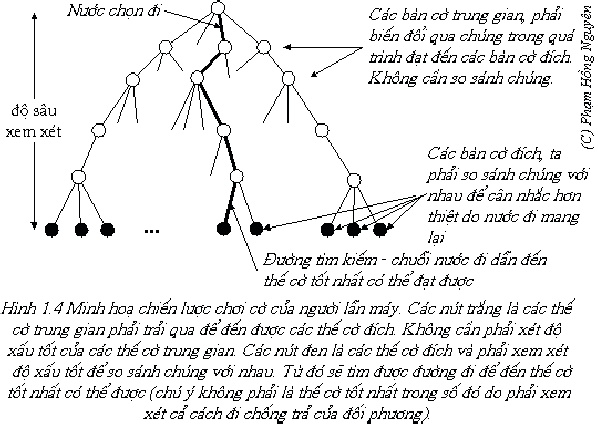 Nước chọn đi
Các bàn cờ trung gian, phải
biến đổi qua chúng trong quá
trình đạt đến các bàn cờ đích.
Không cần so sánh chúng.
(C) Phạm Hồng Nguyên
độ sâu
xem xét
Các bàn cờ đích, ta
phải so sánh chúng với
nhau để cân nhắc hơn
thiệt do nước đi mang
lại
...
Đường tìm kiếm - chuỗi nước đi dẫn đến
thế cờ tốt nhất có thể đạt được
Hình 1.4 Minh hoạ chiến lược chơi cờ của người lẫn máy. Các nút trắng là các thế
cờ trung gian phải trải qua để đến được các thế cờ đích. Không cần phải xét độ
xấu tốt của các thế cờ trung gian. Các nút đen là các thế cờ đích và phải xem xét
độ xấu tốt để so sánh chúng với nhau. Từ đó sẽ tìm được đường đi để đến thế cờ
tốt nhất có thể được (chú ý không phải là thế cờ tốt nhất trong số đó do phải xem
xét cả cách đi chống trả của đối phương).